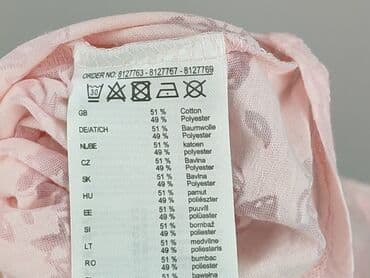 ORDER NO: 8127763 - 8127767 - 8127769
30
GB 51 % Cotton
49 % Polyester
DE/AT/CH 51 % Baumwolle
49 % Polyester
NL/BE 51 % katoen
49 % Polyester
CZ 51 % Bavlna
49 % Polyester
SK 51 % Bavlna
49 % Polyester
HU 51 % pamut
49 % poliészter
EE 51 % puuvill
49 % polüester
SI 51 % bombaž
49 % poliester
LT 51 % medvilnė
49 % poliesteris
RO 51 % bumbac
49 % poliester
51 % bawełna